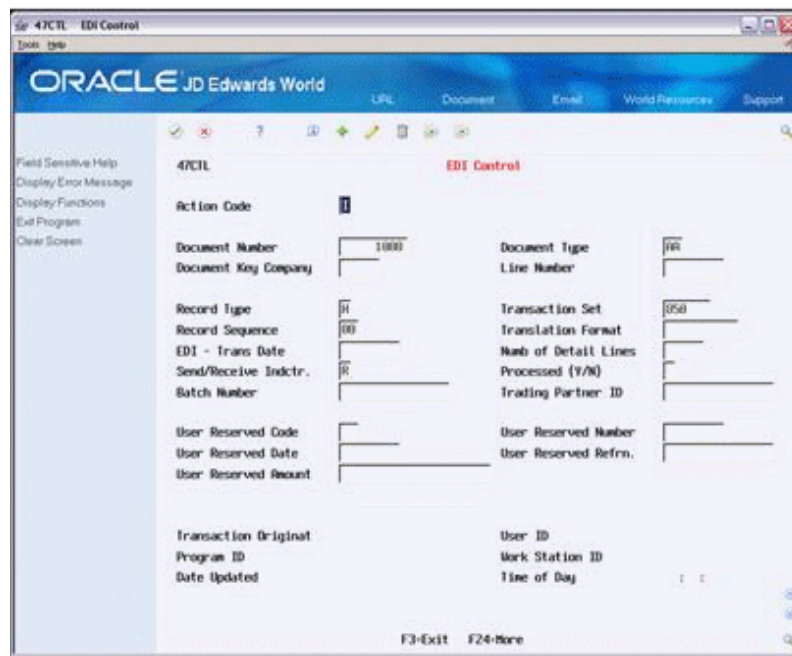 47CTL EDI Control
Tools Help
ORACLE JD Edwards World
URL Document Email World Resources Support
Field Sensitive Help
Display Error Message
Display Functions
Exit Program
Clear Screen
47CTL EDI Control
Action Code I
Document Number 1000 Document Type AA
Document Key Company Line Number
Record Type H Transaction Set 850
Record Sequence 00 Translation Format
EDI - Trans Date Numb of Detail Lines
Send/Receive Indctr. R Processed (Y/N)
Batch Number Trading Partner ID
User Reserved Code User Reserved Number
User Reserved Date User Reserved Refrn.
User Reserved Amount
Transaction Originat User ID
Program ID Work Station ID
Date Updated Time of Day : :
F3=Exit F24=More